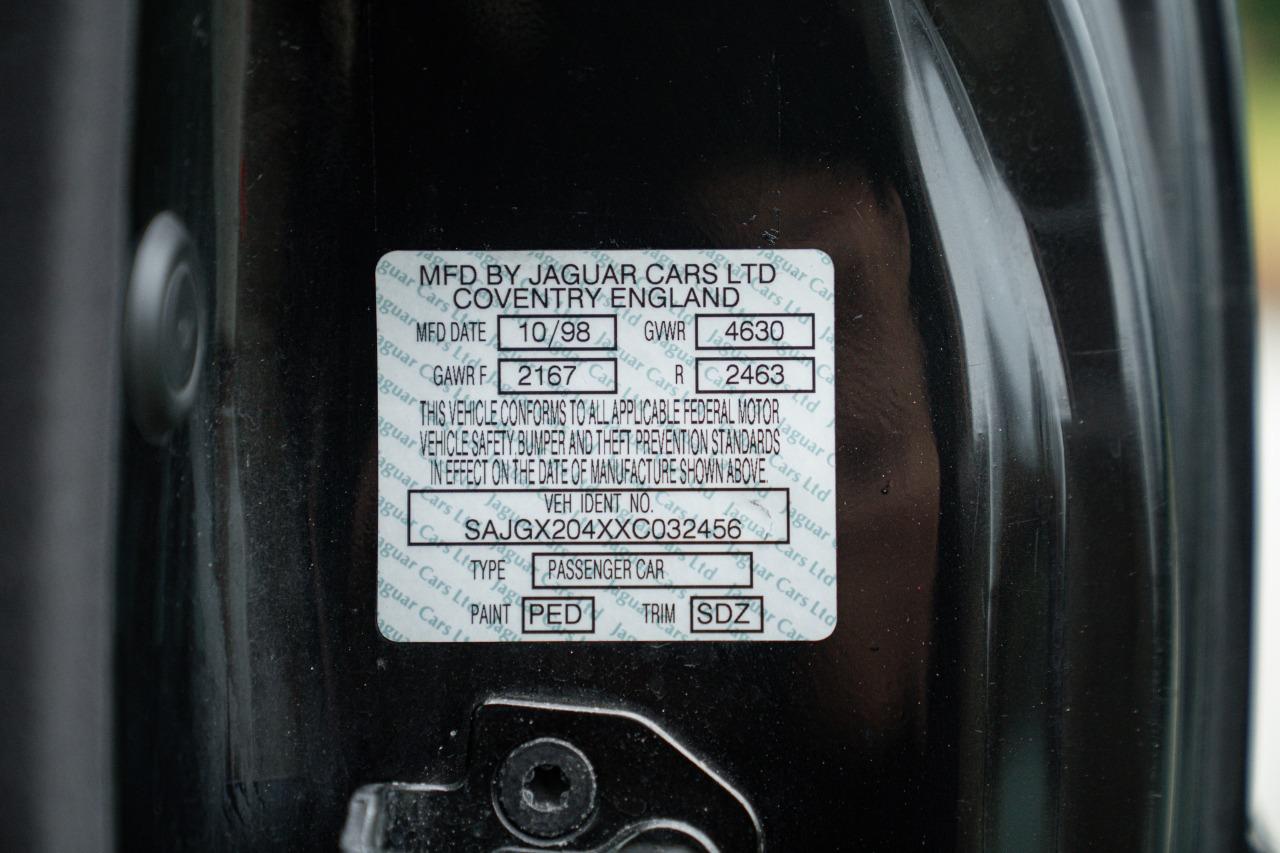 MFD BY JAGUAR CARS LTD
COVENTRY ENGLAND
MFD DATE 10/98 GVWR 4630
GAWR F 2167 R 2463
THIS VEHICLE CONFORMS TO ALL APPLICABLE FEDERAL MOTOR
VEHICLE SAFETY BUMPER AND THEFT PREVENTION STANDARDS
IN EFFECT ON THE DATE OF MANUFACTURE SHOWN ABOVE.
VEH IDENT NO.
SAJGX204XXC032456
TYPE PASSENGER CAR
PAINT PED TRIM SDZ